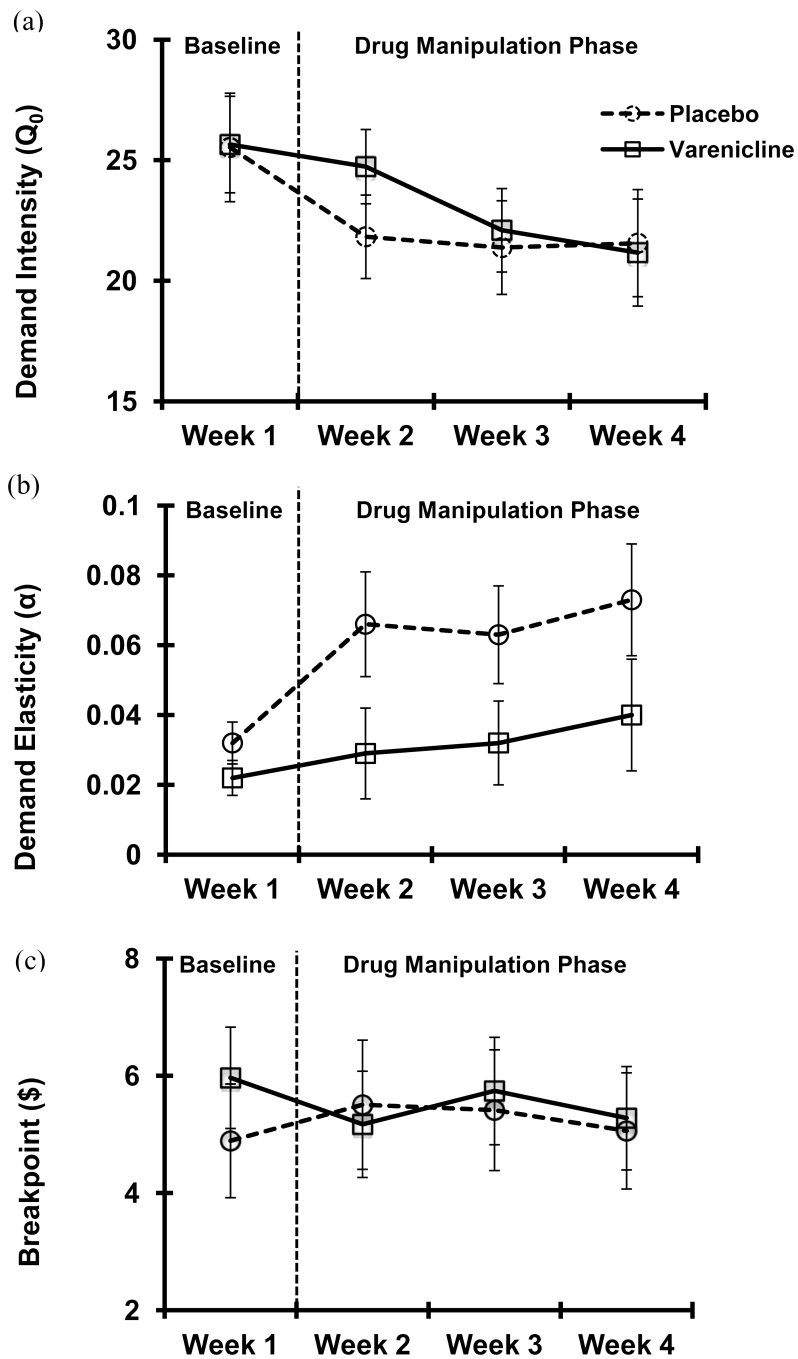 (a)
30
25
20
15
Demand Intensity (Q₀)
Baseline
Drug Manipulation Phase
Placebo
Varenicline
Week 1
Week 2
Week 3
Week 4
(b)
0.1
0.08
0.06
0.04
0.02
0
Demand Elasticity (α)
Baseline
Drug Manipulation Phase
Week 1
Week 2
Week 3
Week 4
(c)
8
6
4
2
Breakpoint ($)
Baseline
Drug Manipulation Phase
Week 1
Week 2
Week 3
Week 4